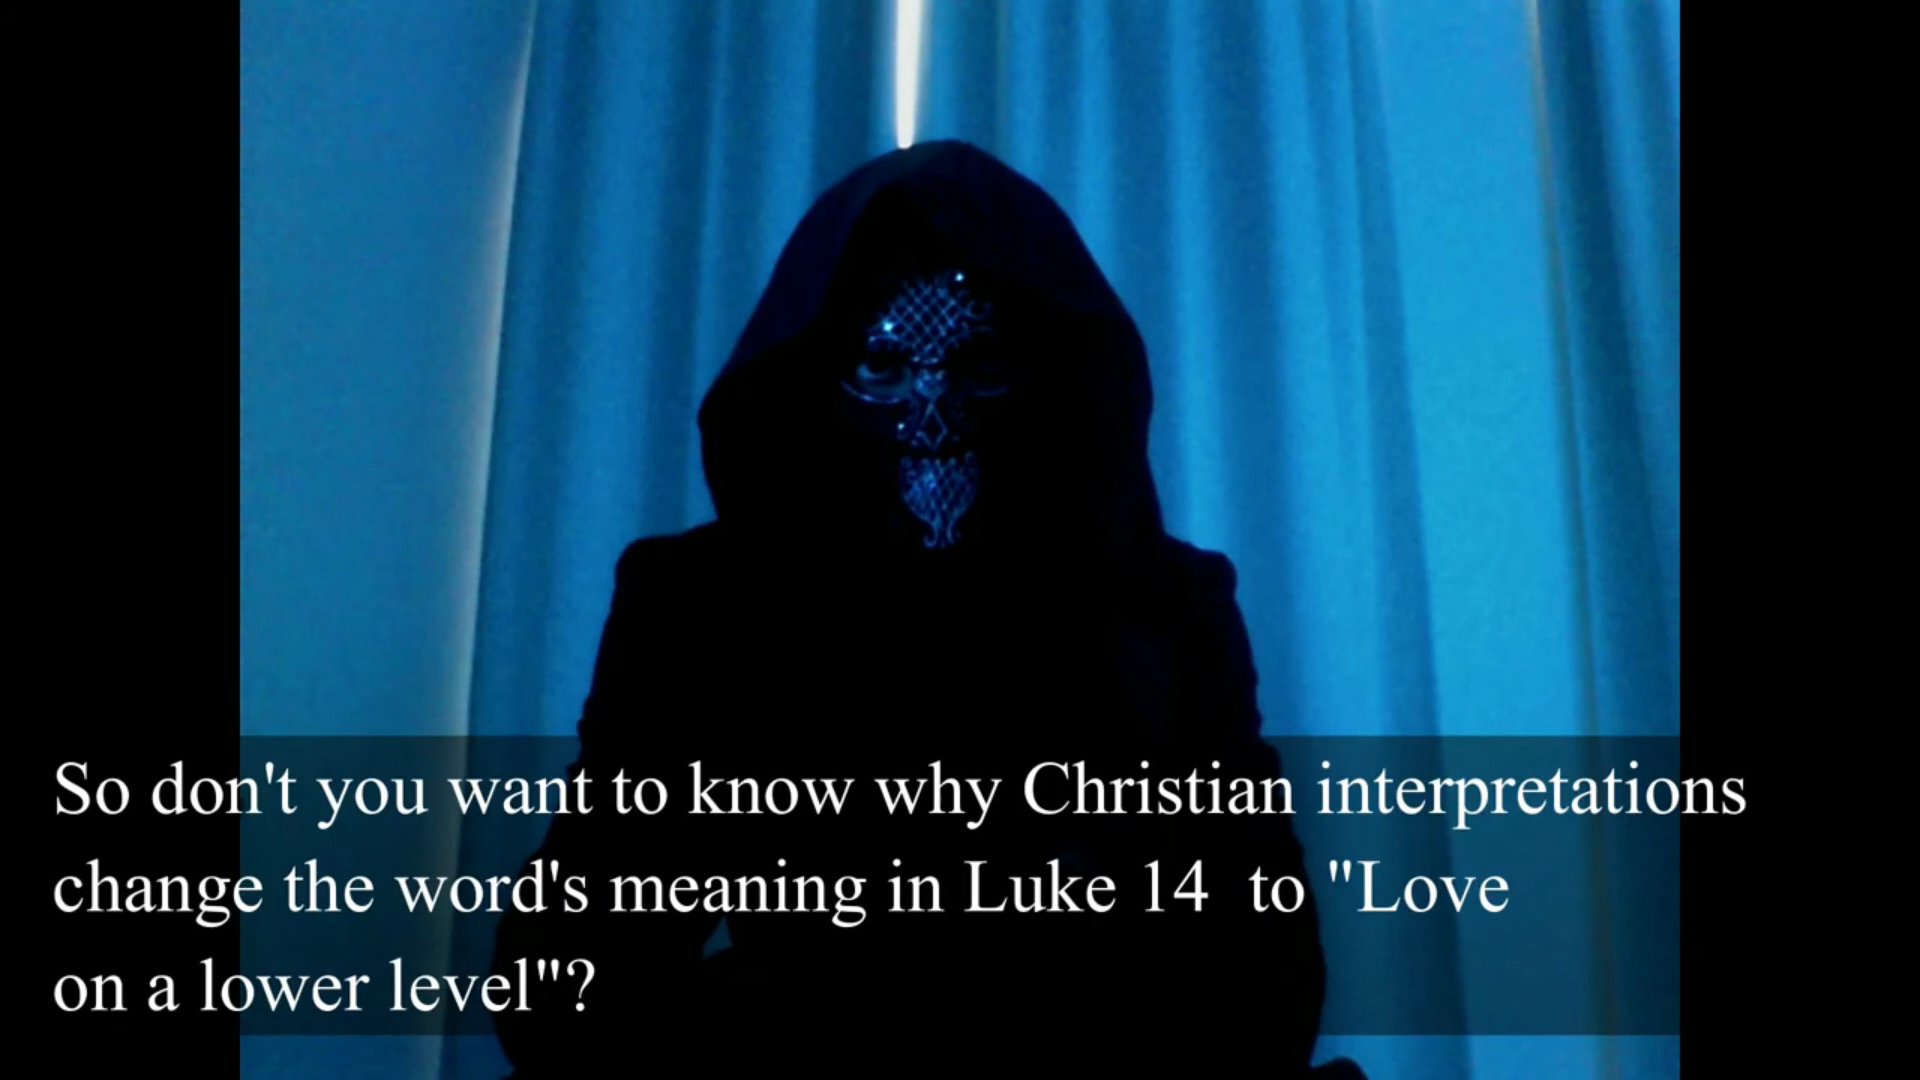 So don't you want to know why Christian interpretations
change the word's meaning in Luke 14  to "Love
on a lower level"?